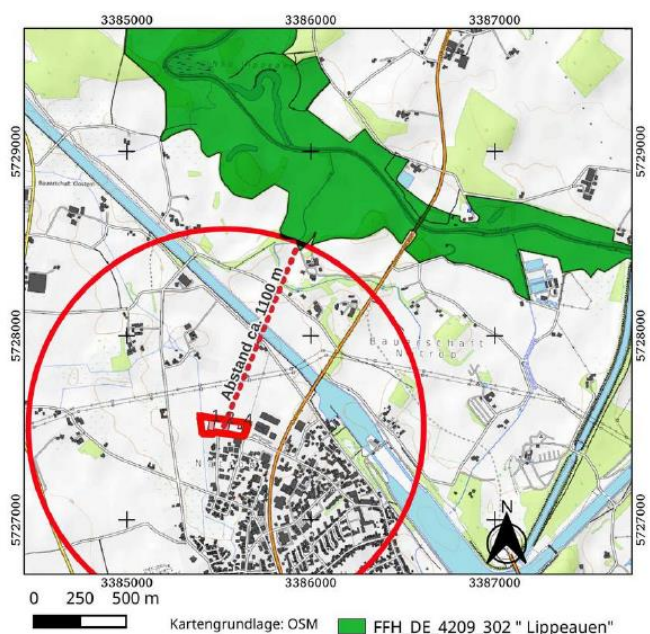 3385000 3386000 3387000
5729000
5728000
5727000
Bauerschaft
Abstand ca. 1100 m
Bauerschaft
5729000
5728000
5727000
N
3385000 3386000 3387000
0 250 500 m
Kartengrundlage: OSM
FFH DE 4209 302 " Lippeauen"